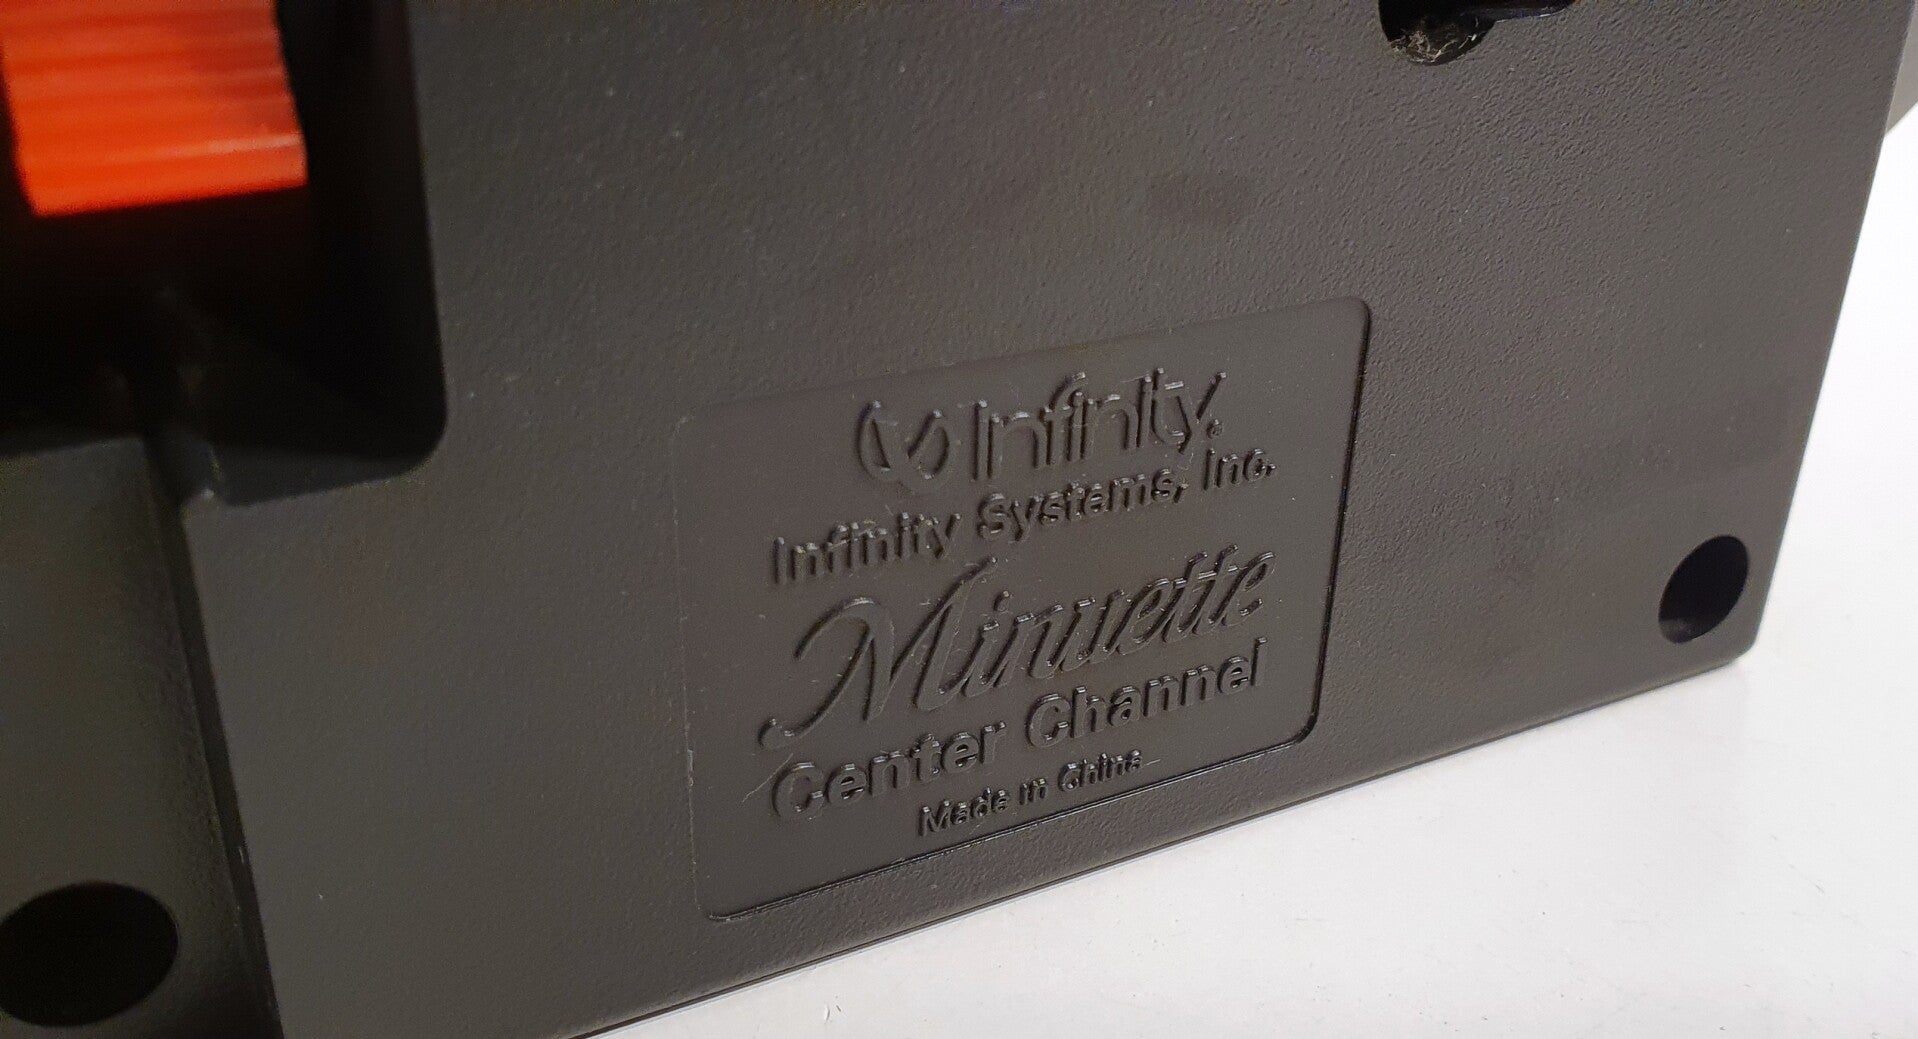 Infinity.
Infinity Systems, Inc.
Minuette
Center Channel
Made in China